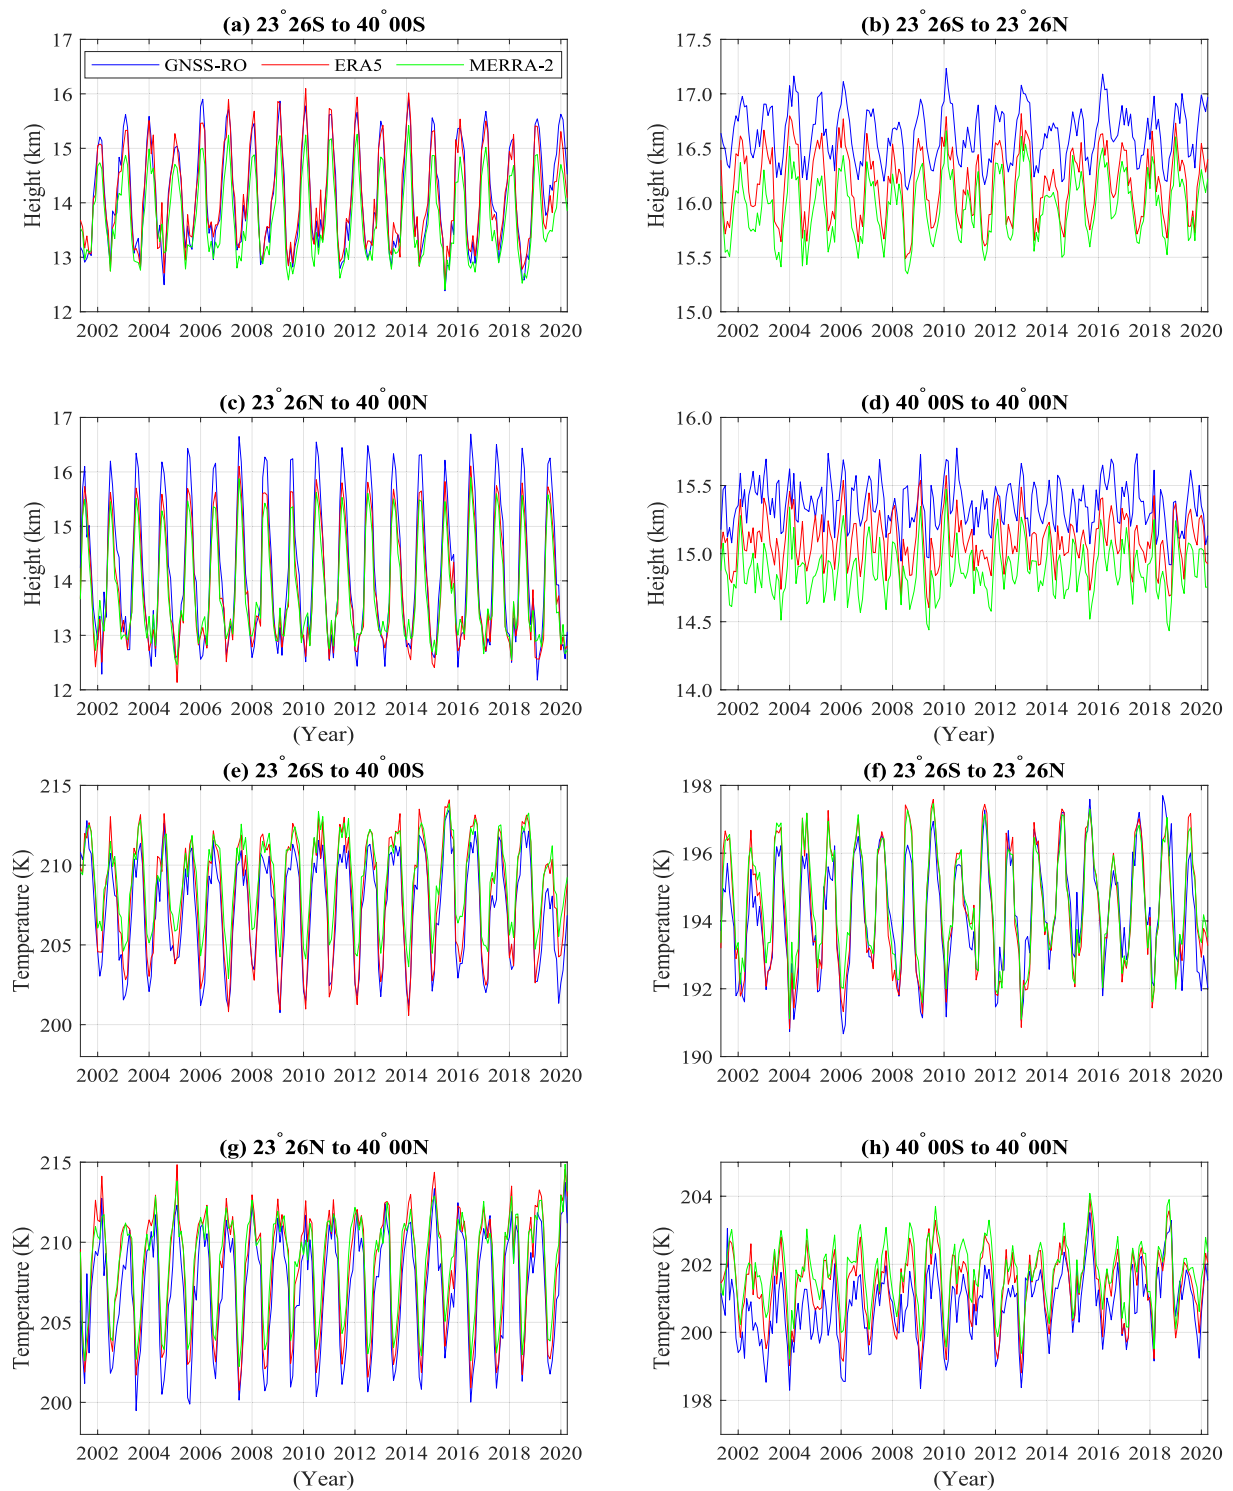 (a) 23°26S to 40°00S
GNSS-RO ERA5 MERRA-2
Height (km)
17
16
15
14
13
12
2002 2004 2006 2008 2010 2012 2014 2016 2018 2020
(b) 23°26S to 23°26N
Height (km)
17.5
17.0
16.5
16.0
15.5
15.0
2002 2004 2006 2008 2010 2012 2014 2016 2018 2020
(c) 23°26N to 40°00N
Height (km)
17
16
15
14
13
12
2002 2004 2006 2008 2010 2012 2014 2016 2018 2020
(Year)
(d) 40°00S to 40°00N
Height (km)
16.0
15.5
15.0
14.5
14.0
2002 2004 2006 2008 2010 2012 2014 2016 2018 2020
(Year)
(e) 23°26S to 40°00S
Temperature (K)
215
210
205
200
2002 2004 2006 2008 2010 2012 2014 2016 2018 2020
(f) 23°26S to 23°26N
Temperature (K)
198
196
194
192
190
2002 2004 2006 2008 2010 2012 2014 2016 2018 2020
(g) 23°26N to 40°00N
Temperature (K)
215
210
205
200
2002 2004 2006 2008 2010 2012 2014 2016 2018 2020
(Year)
(h) 40°00S to 40°00N
Temperature (K)
204
202
200
198
2002 2004 2006 2008 2010 2012 2014 2016 2018 2020
(Year)